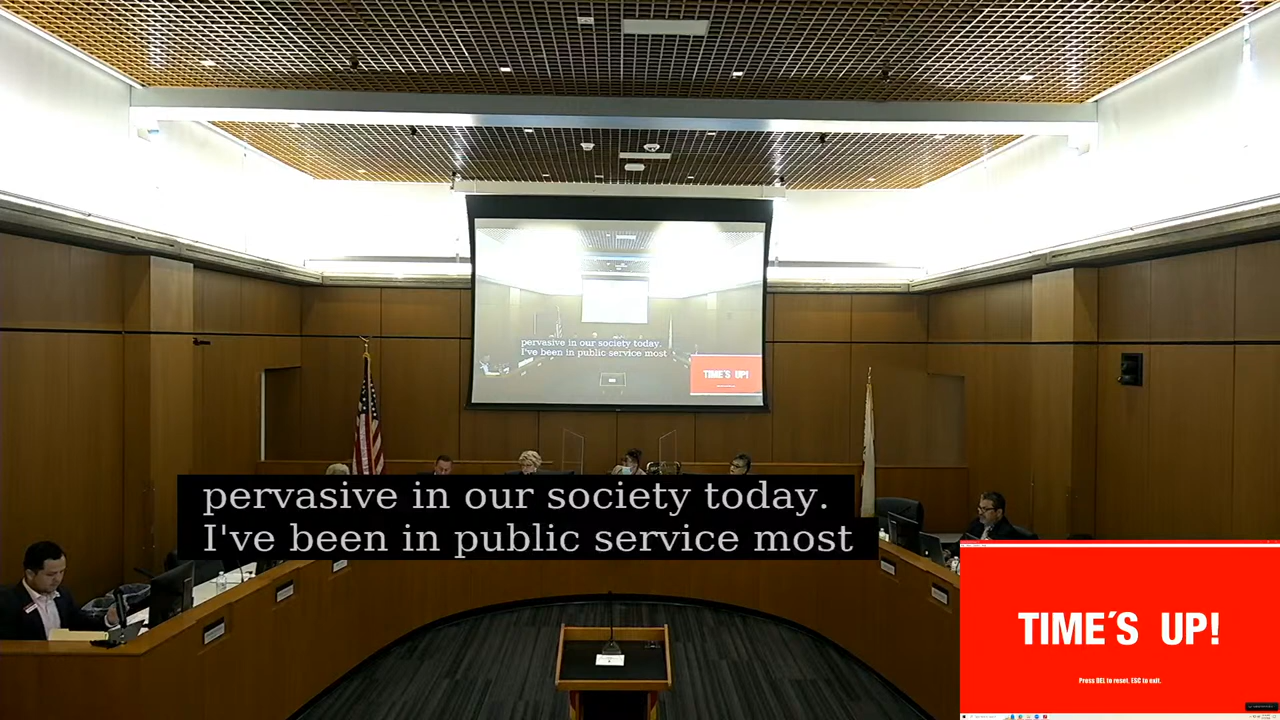 pervasive in our society today.
I've been in public service most
TIME'S UP!
pervasive in our society today.
I've been in public service most
TIME´S UP!
Press DEL to reset, ESC to exit.